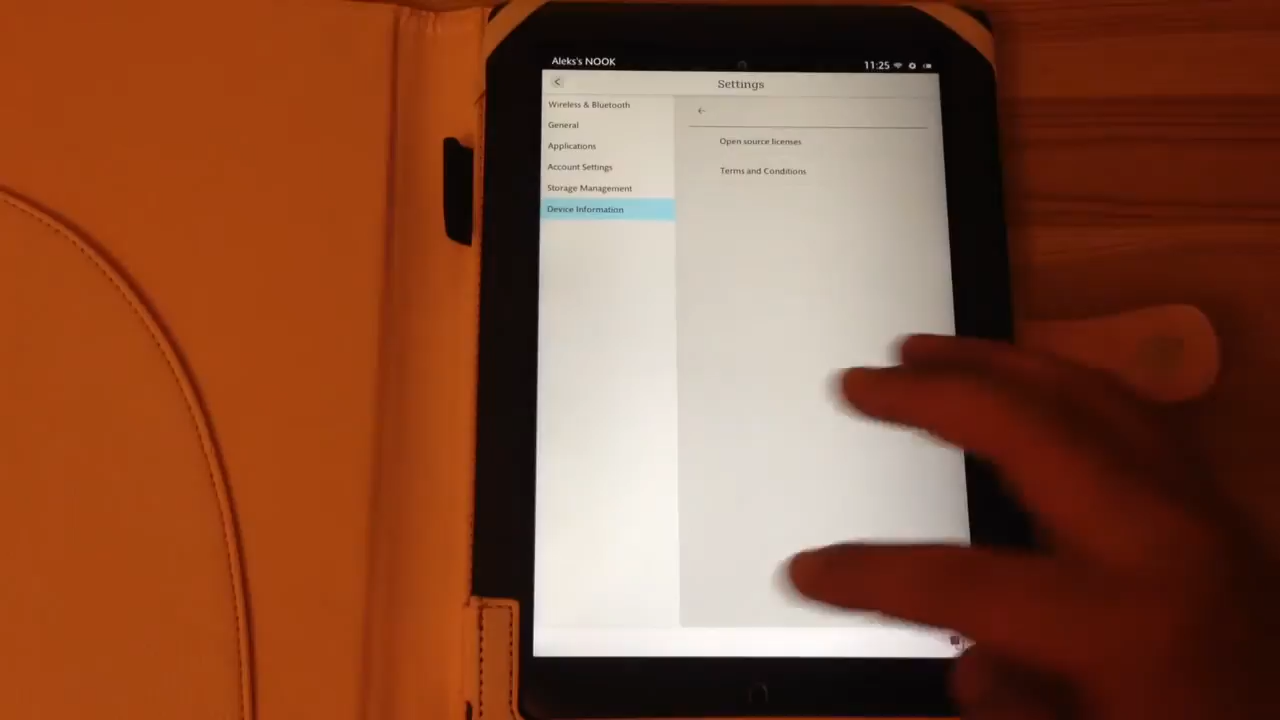 Aleks's NOOK
11:25
Settings
Wireless & Bluetooth
General
Applications
Account Settings
Storage Management
Device Information
Open source licenses
Terms and Conditions